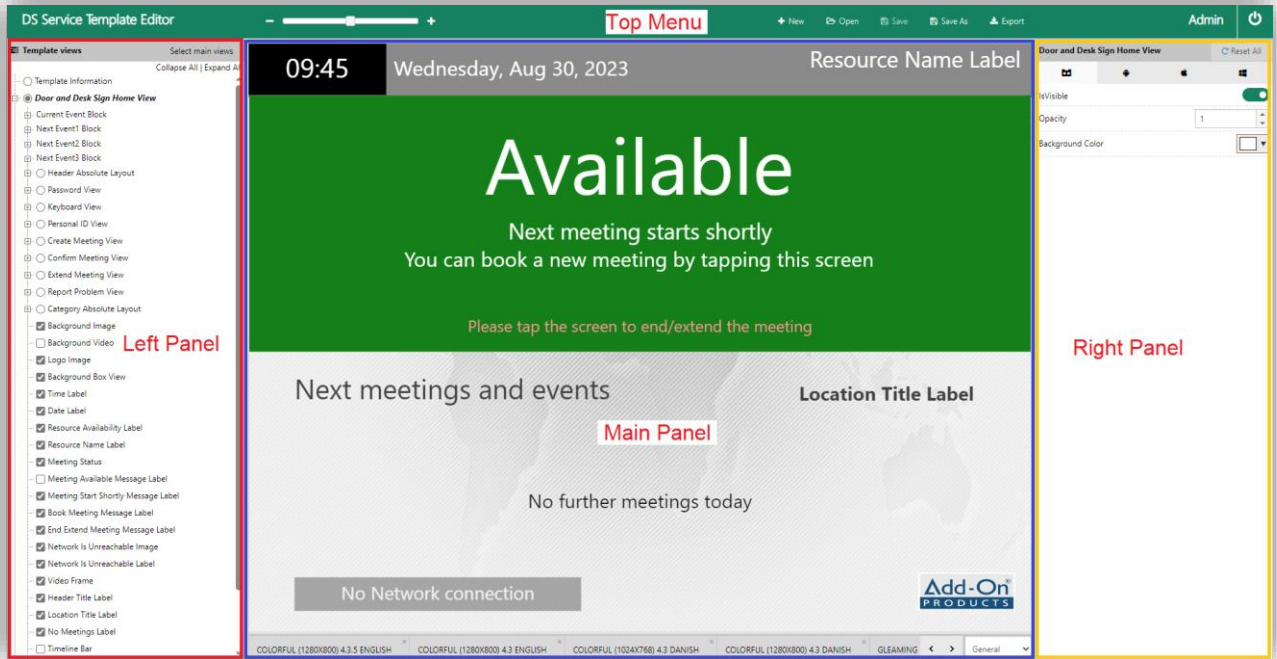 DS Service Template Editor
Top Menu
+ New
Open
Save
Save As
Export
Admin
Template views
Select main views
Collapse All | Expand Al
Template Information
Door and Desk Sign Home View
Current Event Block
Next Event1 Block
Next Event2 Block
Next Event3 Block
Header Absolute Layout
Password View
Keyboard View
Personal ID View
Create Meeting View
Confirm Meeting View
Extend Meeting View
Report Problem View
Category Absolute Layout
Background Image
Background Video
Left Panel
Logo Image
Background Box View
Time Label
Date Label
Resource Availability Label
Resource Name Label
Meeting Status
Meeting Available Message Label
Meeting Start Shortly Message Label
Book Meeting Message Label
End Extend Meeting Message Label
Network Is Unreachable Image
Network Is Unreachable Label
Video Frame
Header Title Label
Location Title Label
No Meetings Label
Timeline Bar
09:45
Wednesday, Aug 30, 2023
Resource Name Label
Available
Next meeting starts shortly
You can book a new meeting by tapping this screen
Please tap the screen to end/extend the meeting
Next meetings and events
Location Title Label
Main Panel
No further meetings today
No Network connection
Add-On®
PRODUCTS
COLORFUL (1280X800) 4.3.5 ENGLISH
COLORFUL (1280X800) 4.3 ENGLISH
COLORFUL (1024X768) 4.3 DANISH
COLORFUL (1280X800) 4.3 DANISH
GLEAMING
General
Door and Desk Sign Home View
Reset All
IsVisible
Opacity
1
Background Color
Right Panel